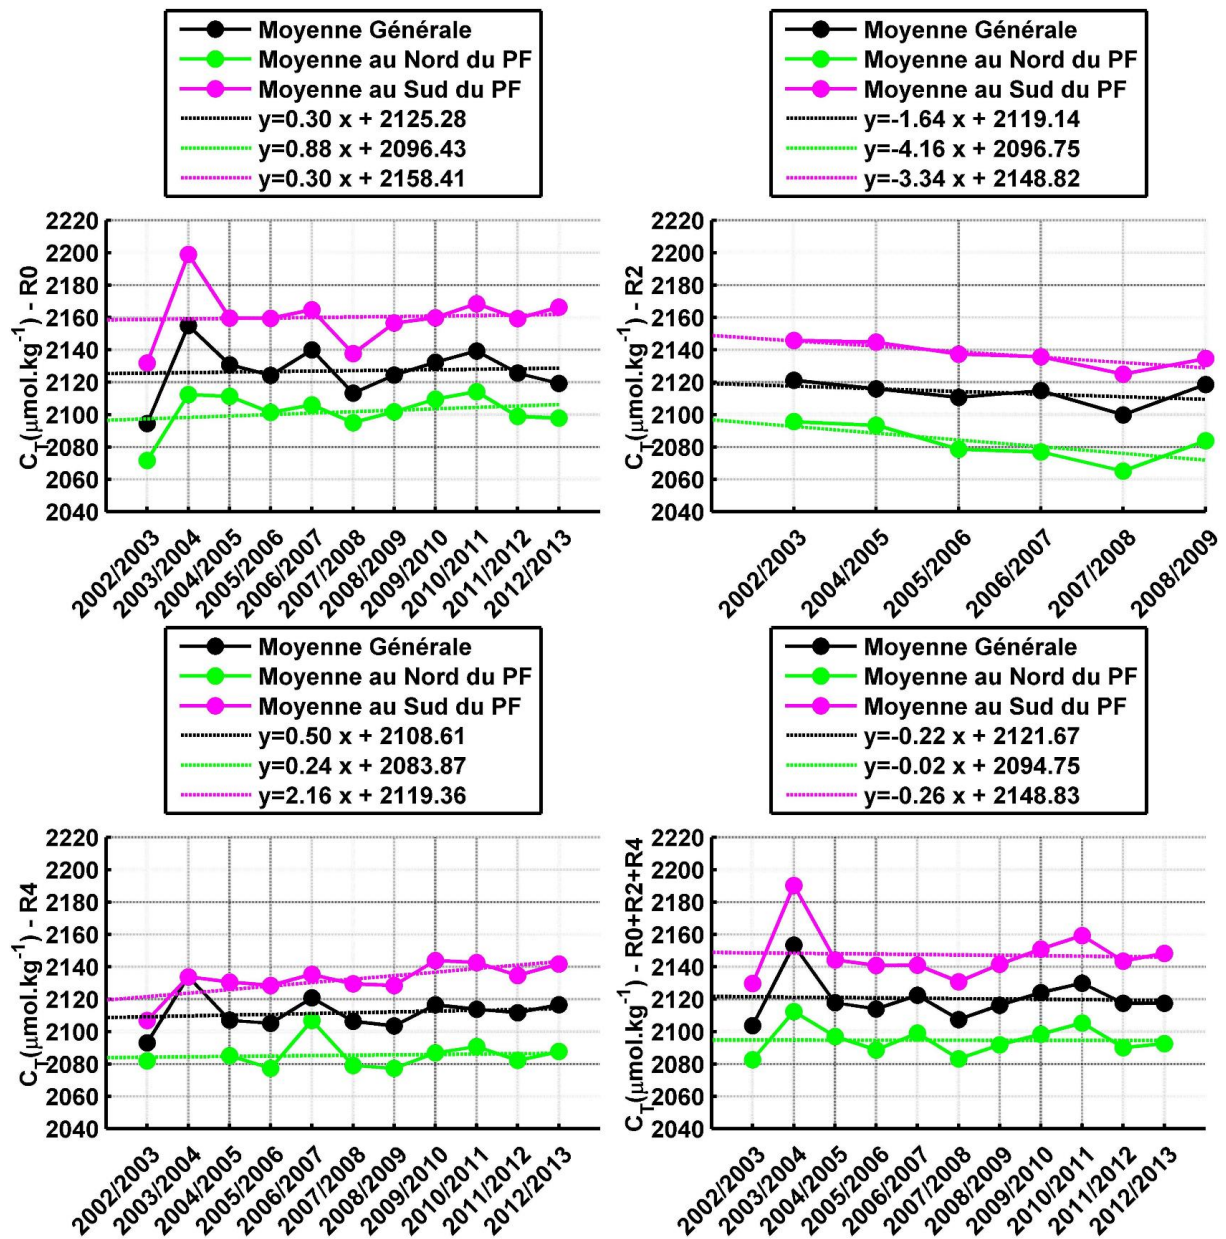 Moyenne Générale
Moyenne au Nord du PF
Moyenne au Sud du PF
y=0.30 x + 2125.28
y=0.88 x + 2096.43
y=0.30 x + 2158.41
C_T(μmol.kg⁻¹) - R0
2220
2200
2180
2160
2140
2120
2100
2080
2060
2040
2002/2003
2003/2004
2004/2005
2005/2006
2006/2007
2007/2008
2008/2009
2009/2010
2010/2011
2011/2012
2012/2013
Moyenne Générale
Moyenne au Nord du PF
Moyenne au Sud du PF
y=-1.64 x + 2119.14
y=-4.16 x + 2096.75
y=-3.34 x + 2148.82
C_T(μmol.kg⁻¹) - R2
2220
2200
2180
2160
2140
2120
2100
2080
2060
2040
2002/2003
2004/2005
2005/2006
2006/2007
2007/2008
2008/2009
Moyenne Générale
Moyenne au Nord du PF
Moyenne au Sud du PF
y=0.50 x + 2108.61
y=0.24 x + 2083.87
y=2.16 x + 2119.36
C_T(μmol.kg⁻¹) - R4
2220
2200
2180
2160
2140
2120
2100
2080
2060
2040
2002/2003
2003/2004
2004/2005
2005/2006
2006/2007
2007/2008
2008/2009
2009/2010
2010/2011
2011/2012
2012/2013
Moyenne Générale
Moyenne au Nord du PF
Moyenne au Sud du PF
y=-0.22 x + 2121.67
y=-0.02 x + 2094.75
y=-0.26 x + 2148.83
C_T(μmol.kg⁻¹) - R0+R2+R4
2220
2200
2180
2160
2140
2120
2100
2080
2060
2040
2002/2003
2003/2004
2004/2005
2005/2006
2006/2007
2007/2008
2008/2009
2009/2010
2010/2011
2011/2012
2012/2013